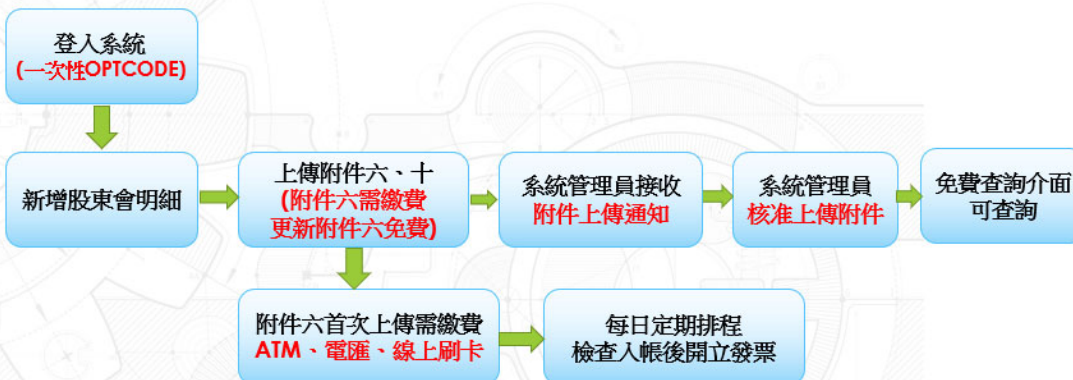 登入系統
(一次性OPTCODE)
新增股東會明細
上傳附件六、十
(附件六需繳費
更新附件六免費)
系統管理員接收
附件上傳通知
系統管理員
核准上傳附件
免費查詢介面
可查詢
附件六首次上傳需繳費
ATM、電匯、線上刷卡
每日定期排程
檢查入帳後開立發票